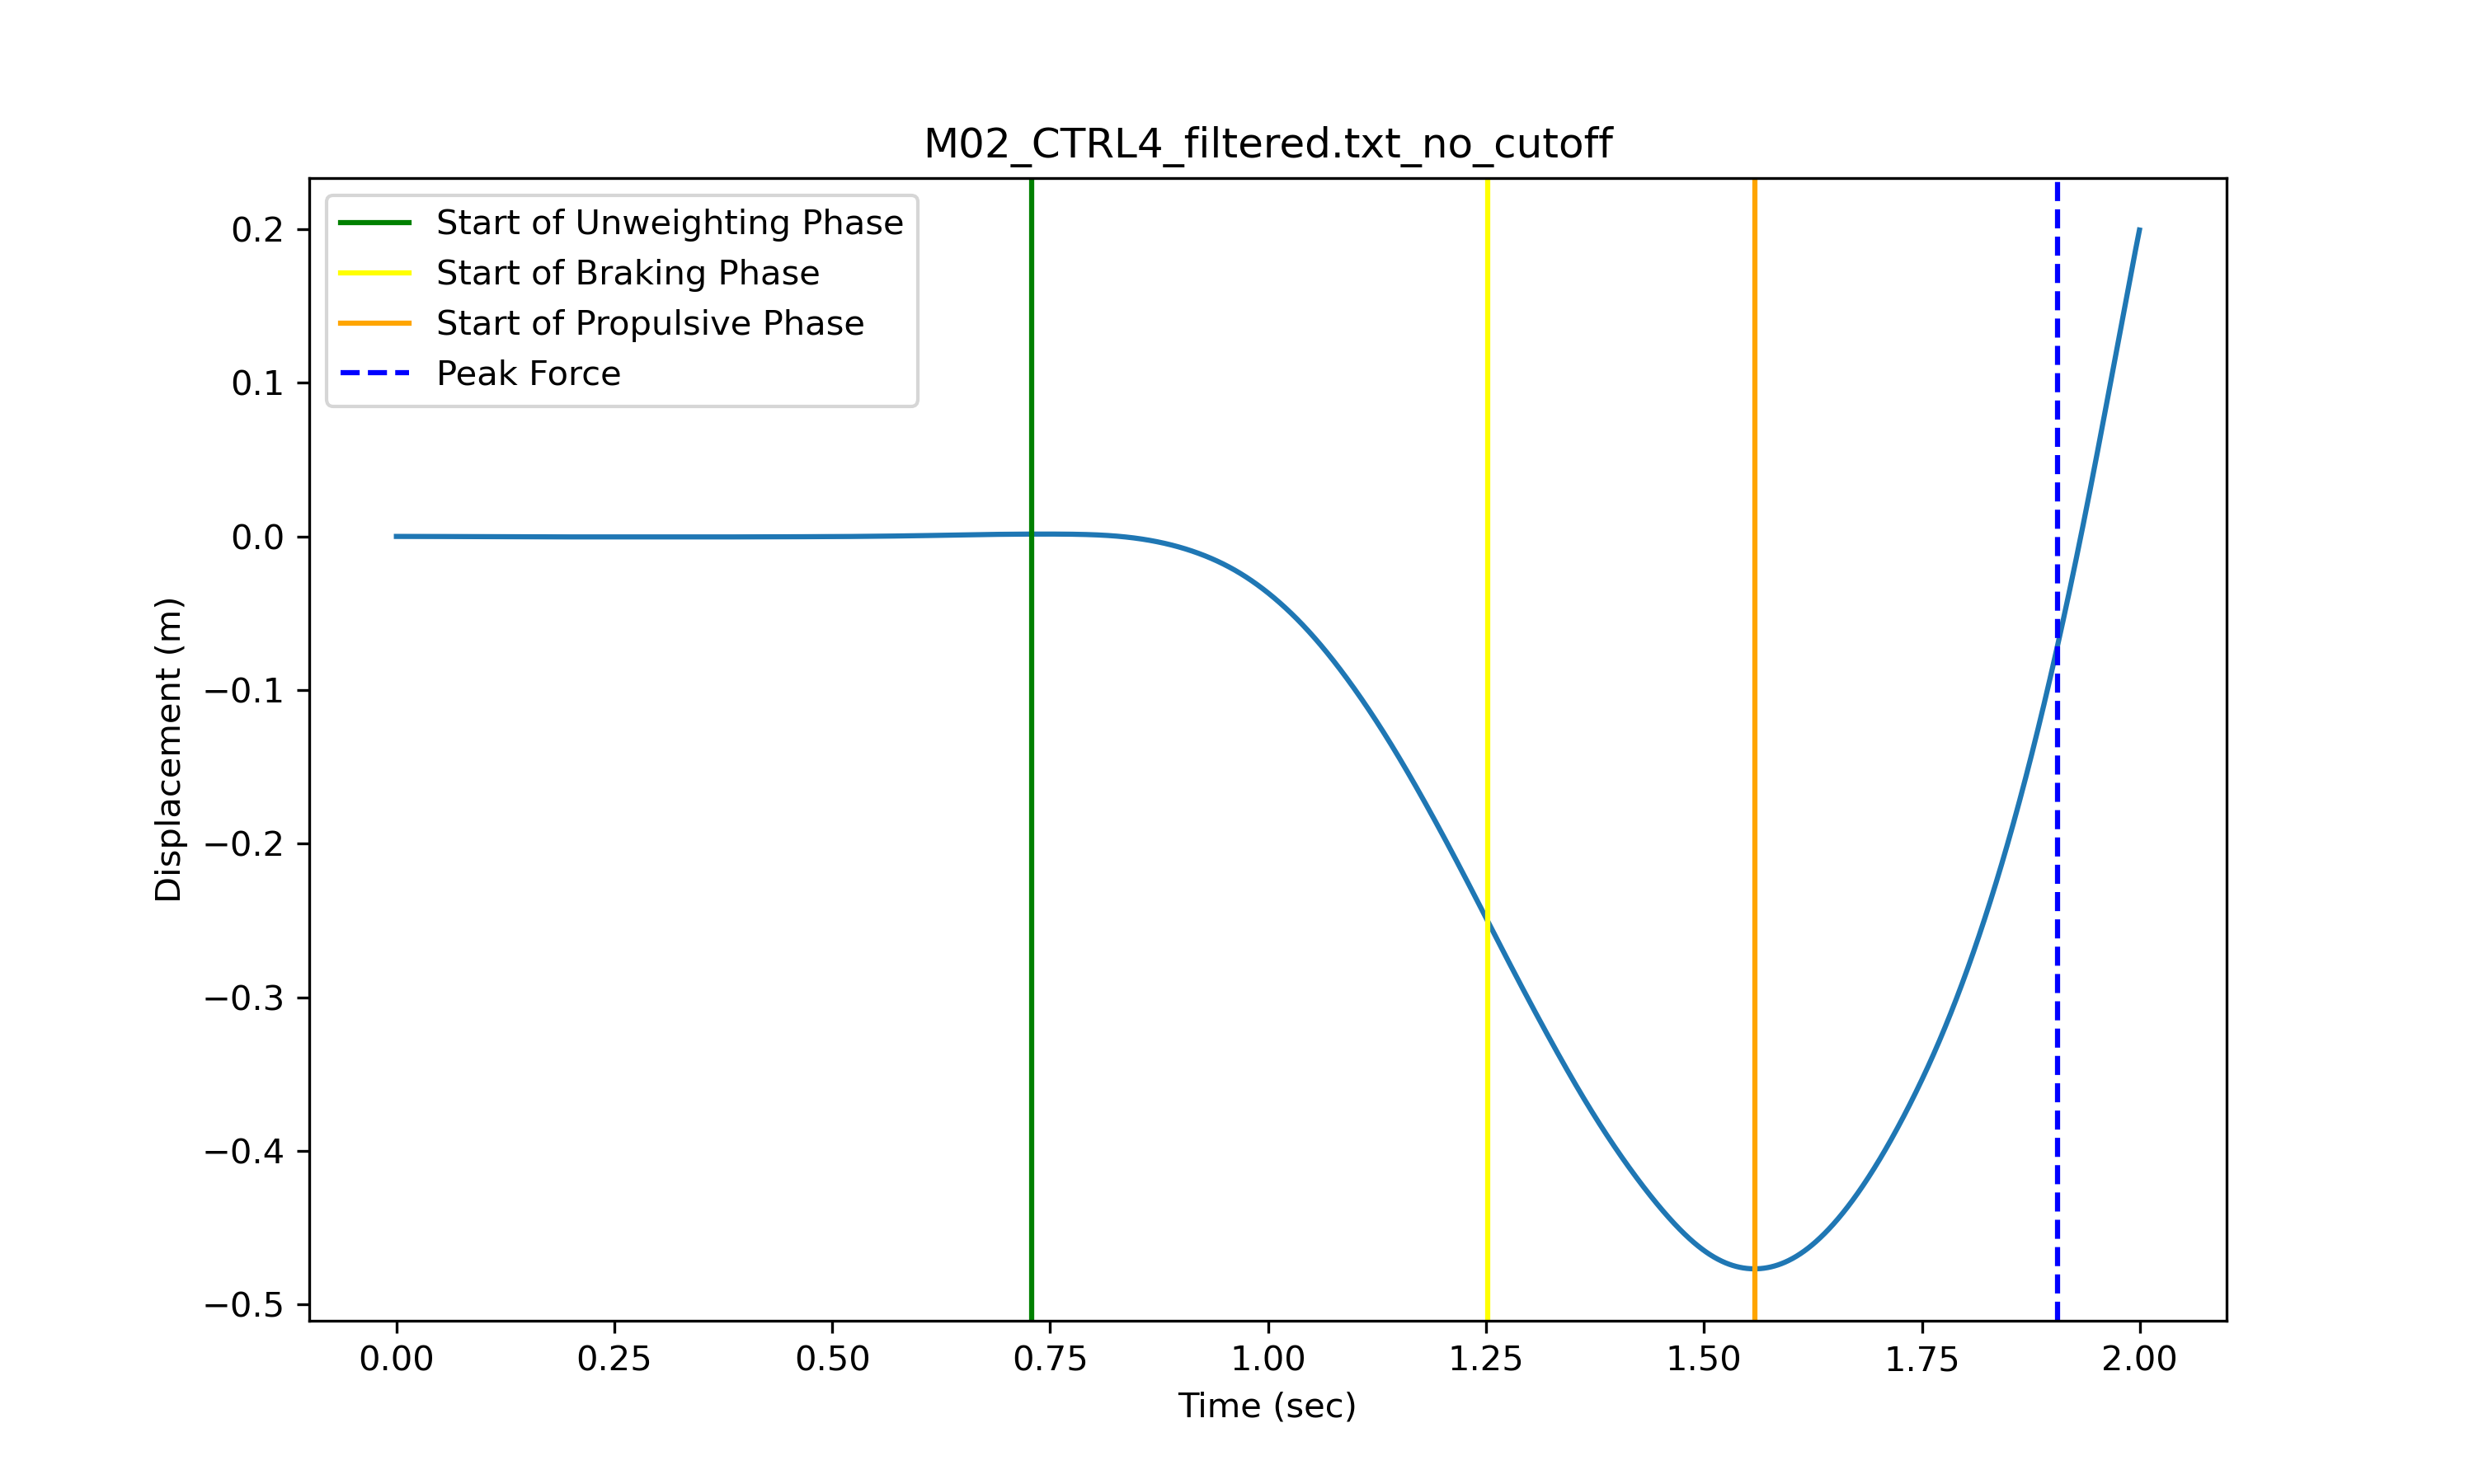 M02_CTRL4_filtered.txt_no_cutoff
Start of Unweighting Phase
Start of Braking Phase
Start of Propulsive Phase
Peak Force
0.2
0.1
0.0
−0.1
−0.2
−0.3
−0.4
−0.5
Displacement (m)
0.00 0.25 0.50 0.75 1.00 1.25 1.50 1.75 2.00
Time (sec)